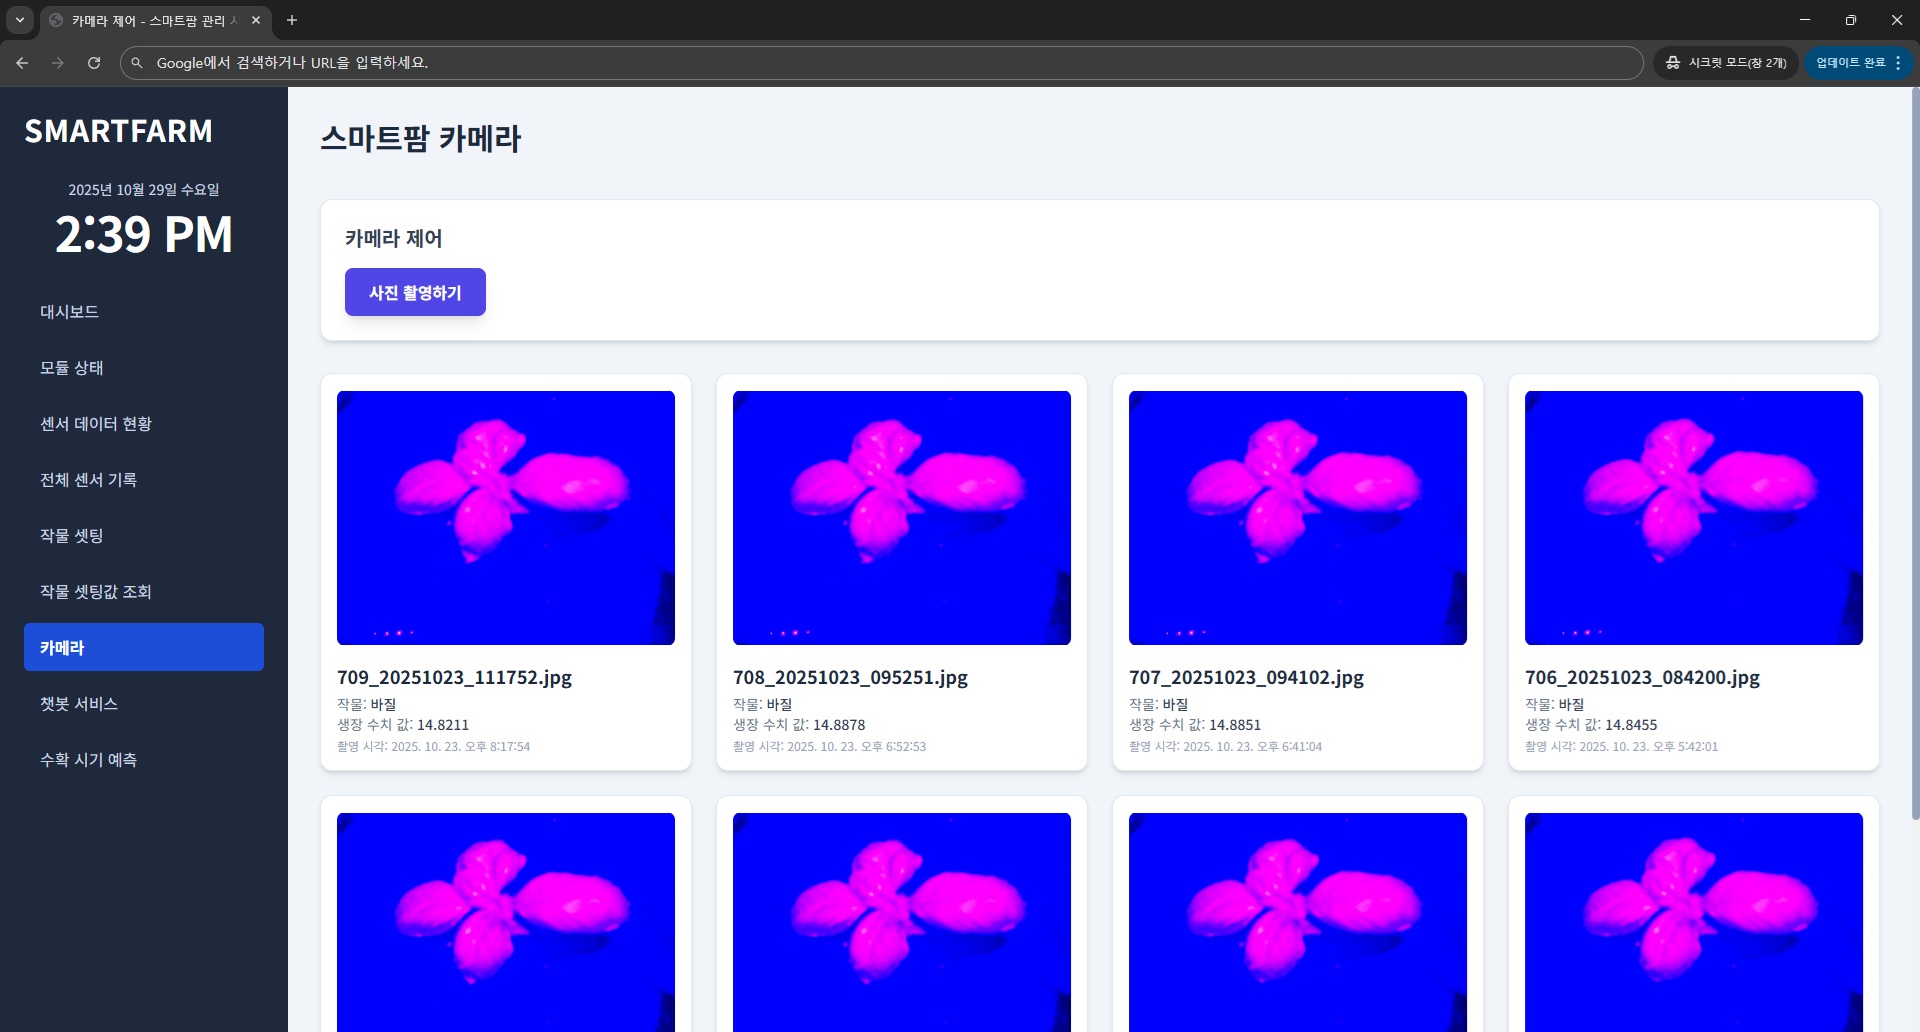 카메라 제어 - 스마트팜 관리
Google에서 검색하거나 URL을 입력하세요.
시크릿 모드(창 2개)
업데이트 완료
SMARTFARM
2025년 10월 29일 수요일
2:39 PM
대시보드
모듈 상태
센서 데이터 현황
전체 센서 기록
작물 셋팅
작물 셋팅값 조회
카메라
챗봇 서비스
수확 시기 예측
스마트팜 카메라
카메라 제어
사진 촬영하기
709_20251023_111752.jpg
작물: 바질
생장 수치 값: 14.8211
촬영 시각: 2025. 10. 23. 오후 8:17:54
708_20251023_095251.jpg
작물: 바질
생장 수치 값: 14.8878
촬영 시각: 2025. 10. 23. 오후 6:52:53
707_20251023_094102.jpg
작물: 바질
생장 수치 값: 14.8851
촬영 시각: 2025. 10. 23. 오후 6:41:04
706_20251023_084200.jpg
작물: 바질
생장 수치 값: 14.8455
촬영 시각: 2025. 10. 23. 오후 5:42:01